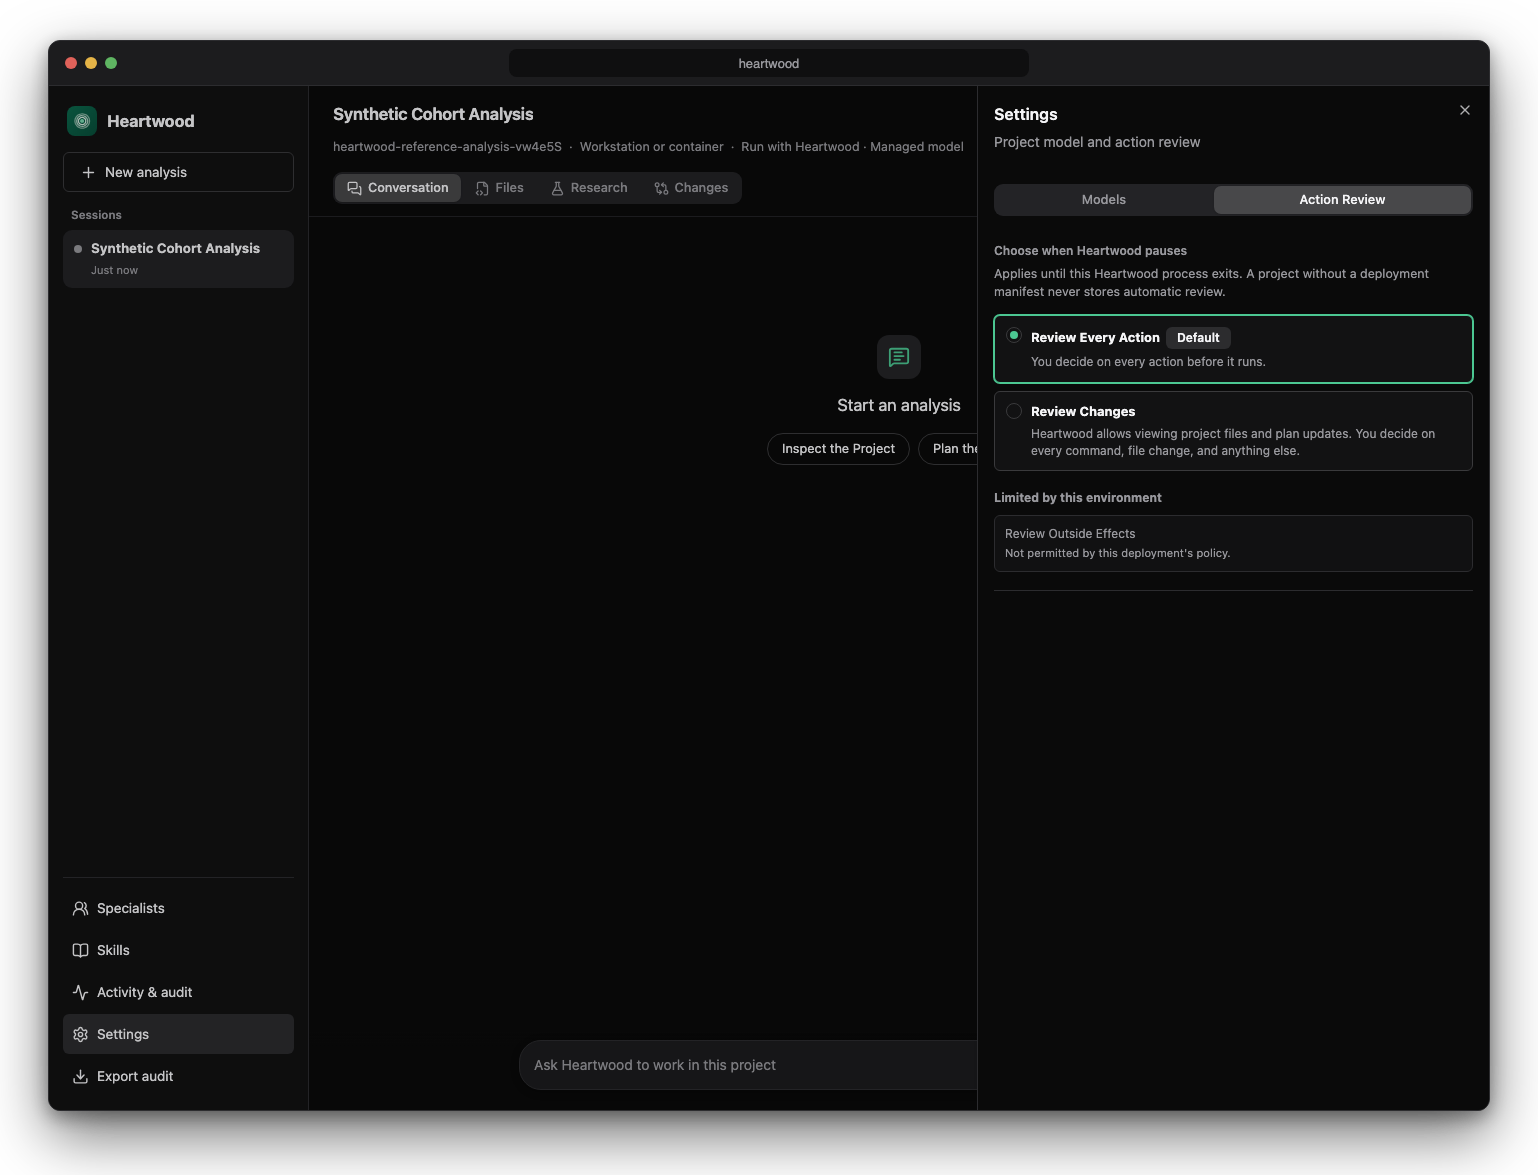 heartwood
Heartwood
New analysis
Sessions
Synthetic Cohort Analysis
Just now
Specialists
Skills
Activity & audit
Settings
Export audit
Synthetic Cohort Analysis
heartwood-reference-analysis-vw4e5S · Workstation or container · Run with Heartwood · Managed model
Conversation Files Research Changes
Start an analysis
Inspect the Project Plan the
Ask Heartwood to work in this project
Settings
Project model and action review
Models Action Review
Choose when Heartwood pauses
Applies until this Heartwood process exits. A project without a deployment
manifest never stores automatic review.
Review Every Action Default
You decide on every action before it runs.
Review Changes
Heartwood allows viewing project files and plan updates. You decide on
every command, file change, and anything else.
Limited by this environment
Review Outside Effects
Not permitted by this deployment's policy.